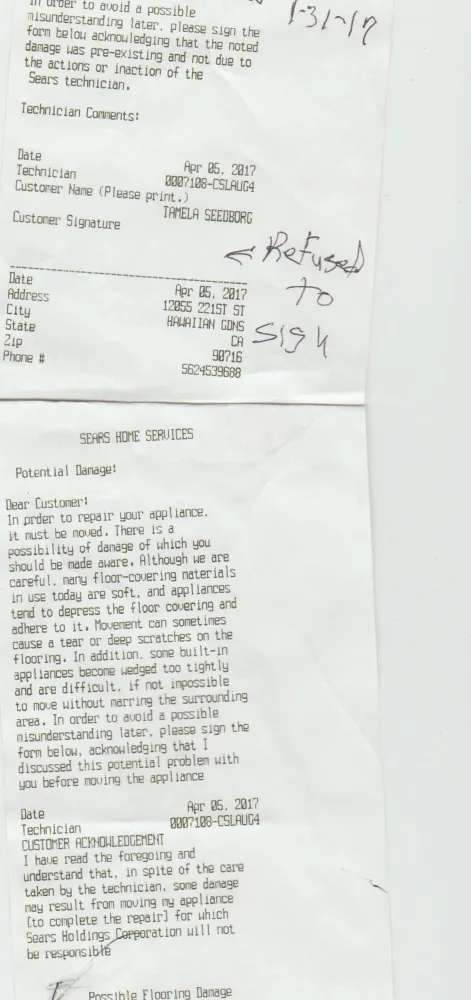 In order to avoid a possible
misunderstanding later, please sign the
form below acknowledging that the noted
damage was pre-existing and not due to
the actions or inaction of the
Sears technician.
1-31-17
Technician Comments:
Date Apr 05, 2017
Technician 0007108-CSLAUG4
Customer Name (Please print.)
TAMELA SEEDBORG
Customer Signature
← Refused
to
sign
Date Apr 05, 2017
Address 12055 221ST ST
City HAWAIIAN GDNS
State CA
Zip 90716
Phone # 5624539688
SEARS HOME SERVICES
Potential Damage:
Dear Customer:
In order to repair your appliance,
it must be moved. There is a
possibility of damage of which you
should be made aware. Although we are
careful, many floor-covering materials
in use today are soft, and appliances
tend to depress the floor covering and
adhere to it. Movement can sometimes
cause a tear or deep scratches on the
flooring. In addition, some built-in
appliances become wedged too tightly
and are difficult, if not impossible
to move without marring the surrounding
area. In order to avoid a possible
misunderstanding later, please sign the
form below, acknowledging that I
discussed this potential problem with
you before moving the appliance
Date Apr 05, 2017
Technician 0007108-CSLAUG4
CUSTOMER ACKNOWLEDGEMENT
I have read the foregoing and
understand that, in spite of the care
taken by the technician, some damage
may result from moving my appliance
[to complete the repair] for which
Sears Holdings Corporation will not
be responsible
Possible Flooring Damage